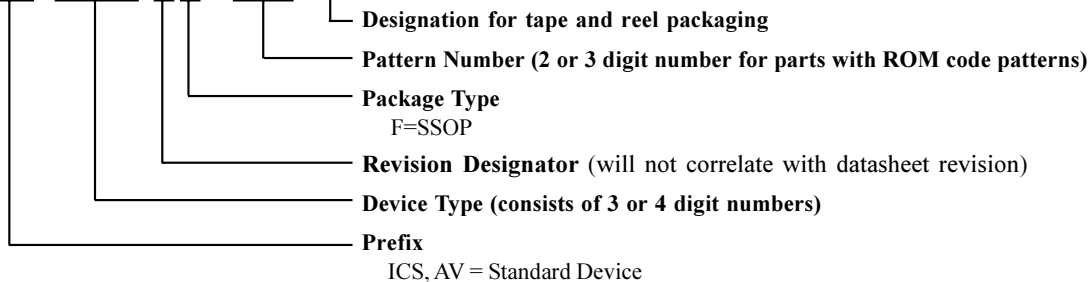 Designation for tape and reel packaging
Pattern Number (2 or 3 digit number for parts with ROM code patterns)
Package Type
F=SSOP
Revision Designator (will not correlate with datasheet revision)
Device Type (consists of 3 or 4 digit numbers)
Prefix
ICS, AV = Standard Device